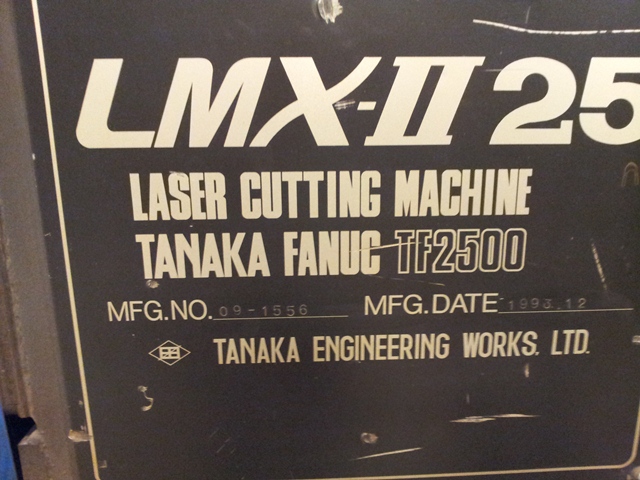 LMX-II 25
LASER CUTTING MACHINE
TANAKA FANUC TF2500
MFG.NO. 09-1556 MFG.DATE 1993.12
TANAKA ENGINEERING WORKS. LTD.